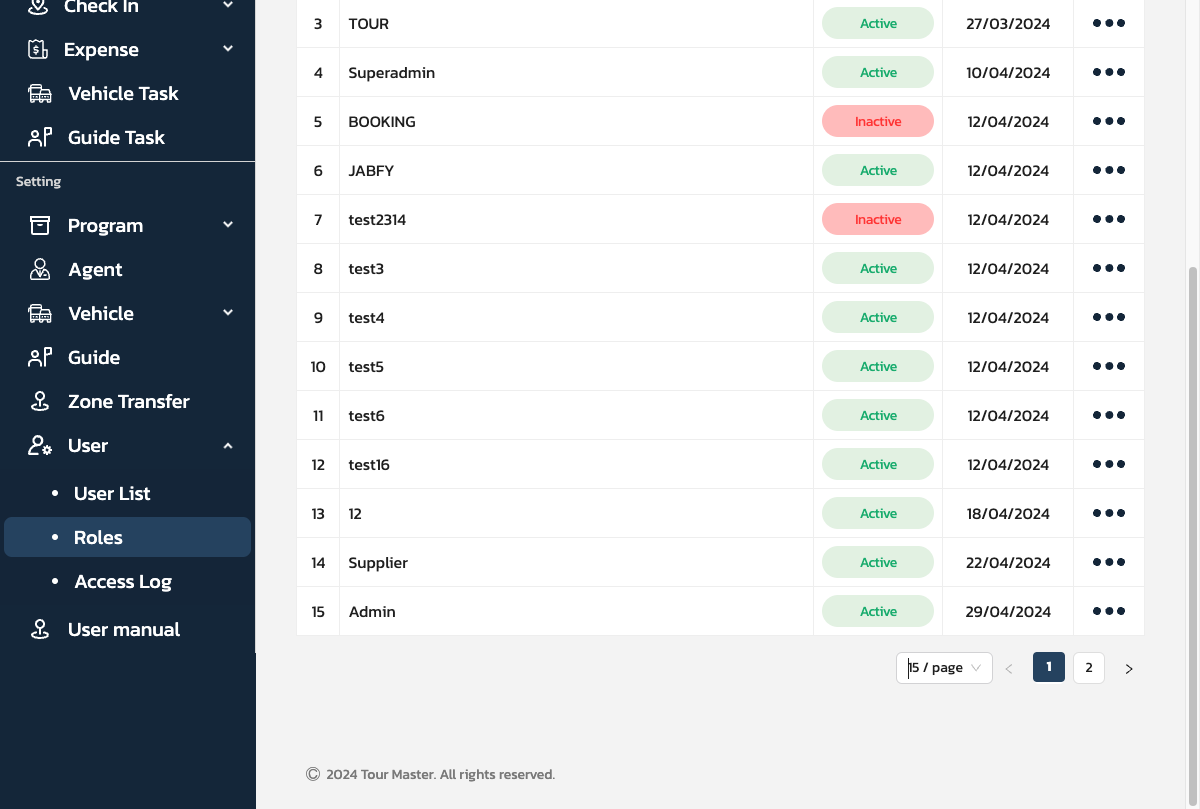 Check In
Expense
Vehicle Task
Guide Task
Setting
Program
Agent
Vehicle
Guide
Zone Transfer
User
User List
Roles
Access Log
User manual
3 TOUR Active 27/03/2024
4 Superadmin Active 10/04/2024
5 BOOKING Inactive 12/04/2024
6 JABFY Active 12/04/2024
7 test2314 Inactive 12/04/2024
8 test3 Active 12/04/2024
9 test4 Active 12/04/2024
10 test5 Active 12/04/2024
11 test6 Active 12/04/2024
12 test16 Active 12/04/2024
13 12 Active 18/04/2024
14 Supplier Active 22/04/2024
15 Admin Active 29/04/2024
15 / page < 1 2 >
© 2024 Tour Master. All rights reserved.